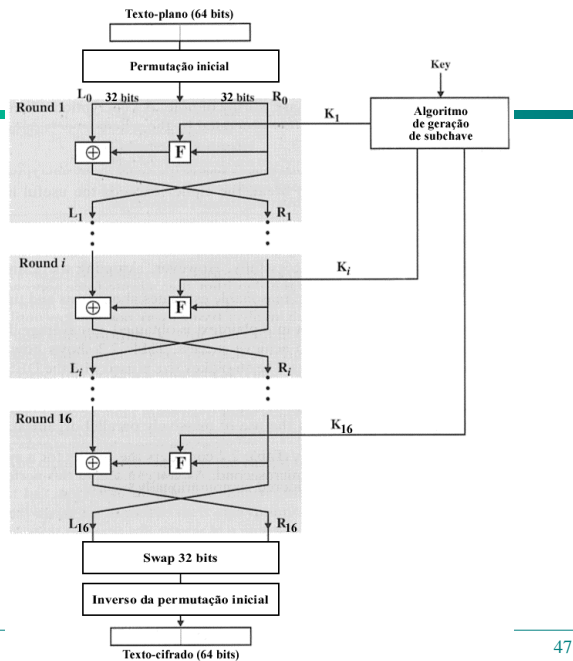 Texto-plano (64 bits)
Permutação inicial
Key
L0 32 bits 32 bits R0
Round 1
K1
Algoritmo
de geração
de subchave
⊕ F
L1 R1
Round i
Ki
⊕ F
Li Ri
Round 16
K16
⊕ F
L16 R16
Swap 32 bits
Inverso da permutação inicial
Texto-cifrado (64 bits)
47